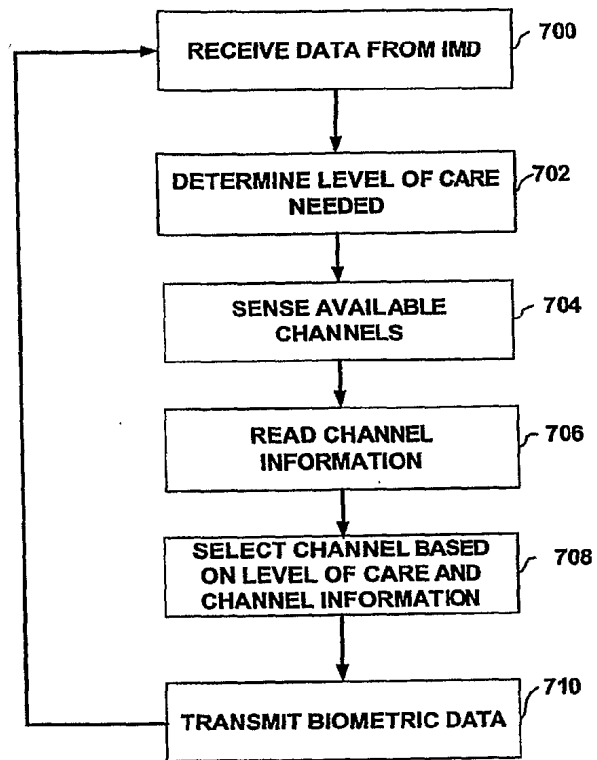 RECEIVE DATA FROM IMD
700
DETERMINE LEVEL OF CARE
NEEDED
702
SENSE AVAILABLE
CHANNELS
704
READ CHANNEL
INFORMATION
706
SELECT CHANNEL BASED
ON LEVEL OF CARE AND
CHANNEL INFORMATION
708
TRANSMIT BIOMETRIC DATA
710